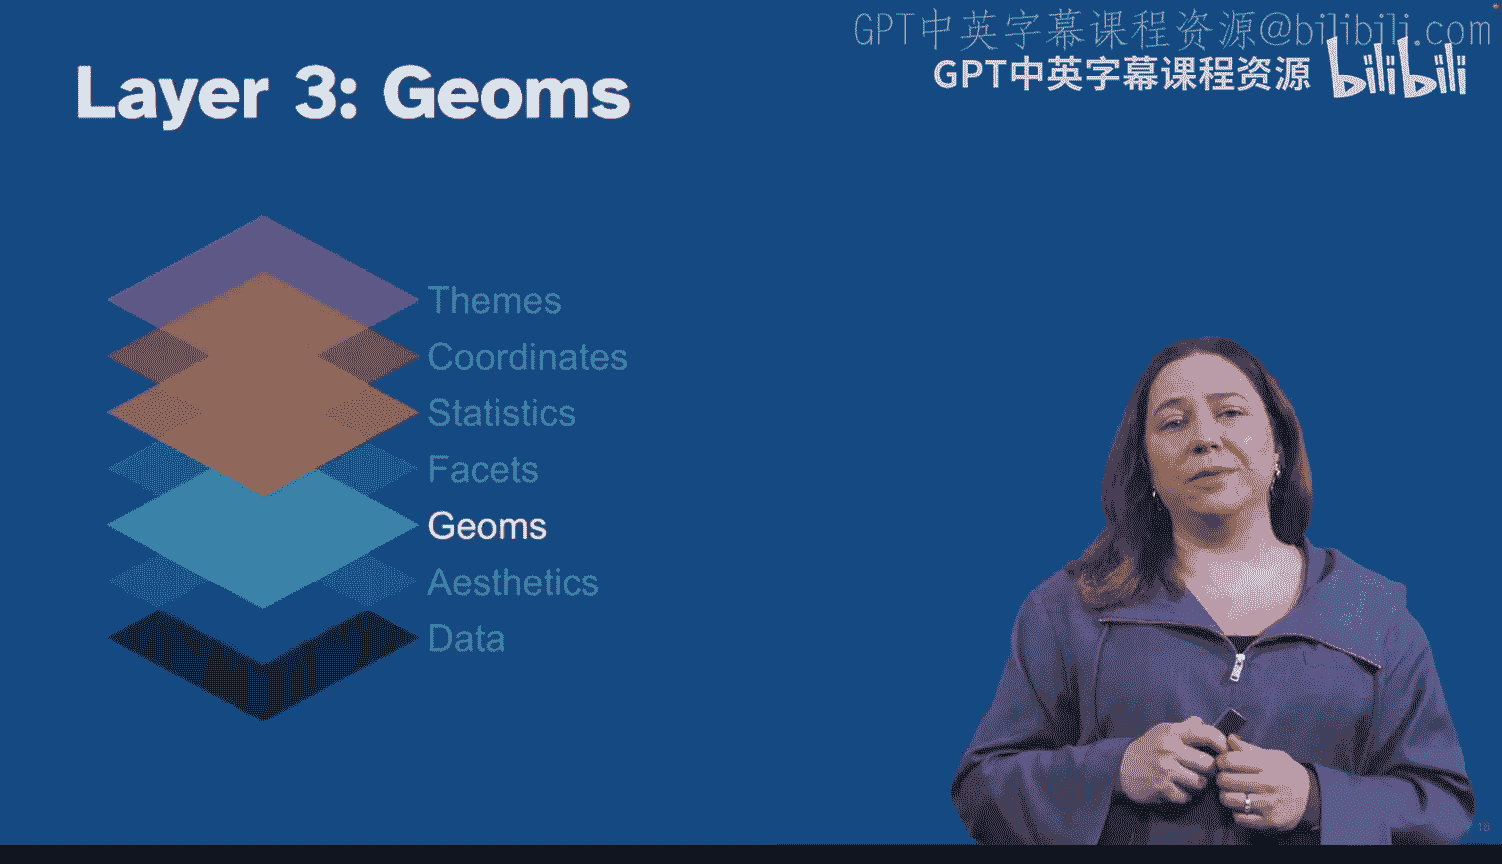 GPT中英字幕课程资源@bilibili.com
GPT中英字幕课程资源 bilibili
Layer 3: Geoms
Themes
Coordinates
Statistics
Facets
Geoms
Aesthetics
Data